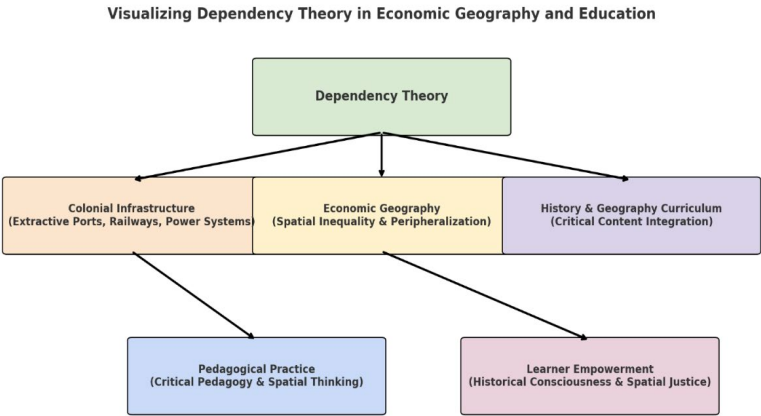 Visualizing Dependency Theory in Economic Geography and Education
Dependency Theory
Colonial Infrastructure
(Extractive Ports, Railways, Power Systems)
Economic Geography
(Spatial Inequality & Peripheralization)
History & Geography Curriculum
(Critical Content Integration)
Pedagogical Practice
(Critical Pedagogy & Spatial Thinking)
Learner Empowerment
(Historical Consciousness & Spatial Justice)